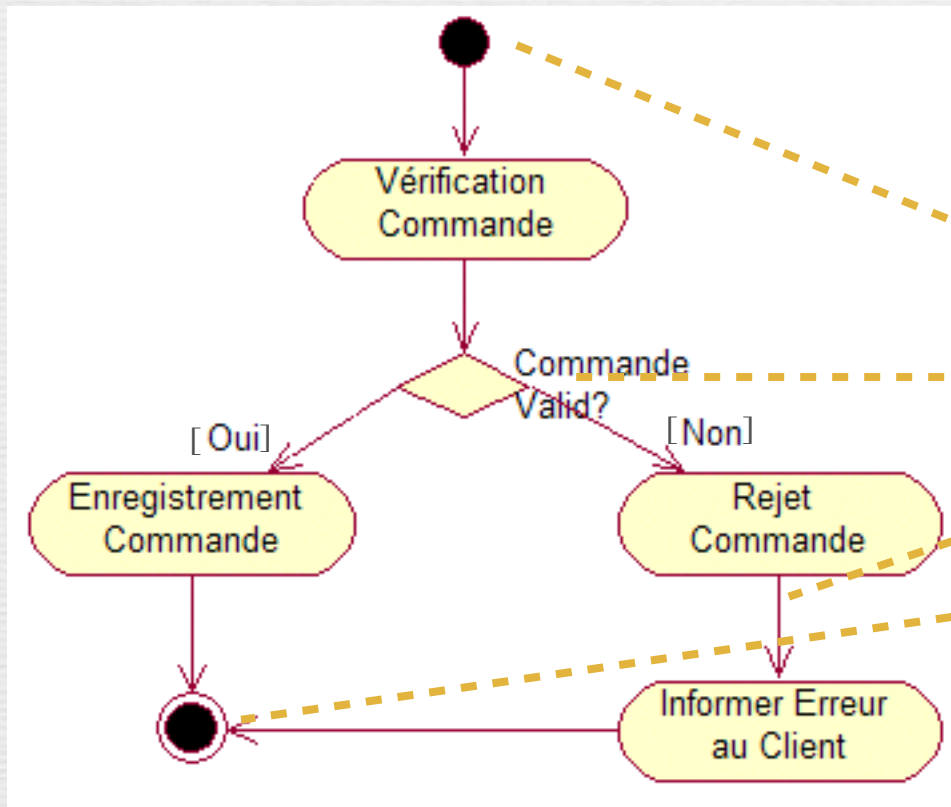 Vérification
Commande
Commande
Valid?
[ Oui]
[Non]
Enregistrement
Commande
Rejet
Commande
Informer Erreur
au Client